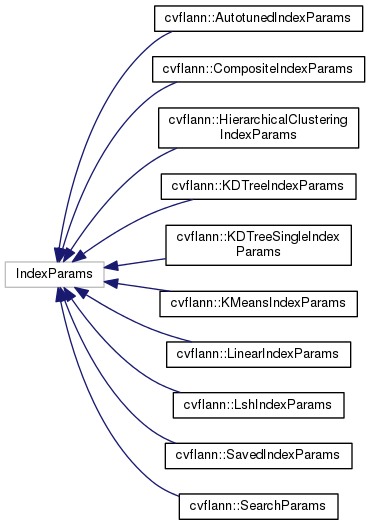 cvflann::AutotunedIndexParams
cvflann::CompositeIndexParams
cvflann::HierarchicalClustering
IndexParams
cvflann::KDTreeIndexParams
cvflann::KDTreeSingleIndex
Params
IndexParams
cvflann::KMeansIndexParams
cvflann::LinearIndexParams
cvflann::LshIndexParams
cvflann::SavedIndexParams
cvflann::SearchParams